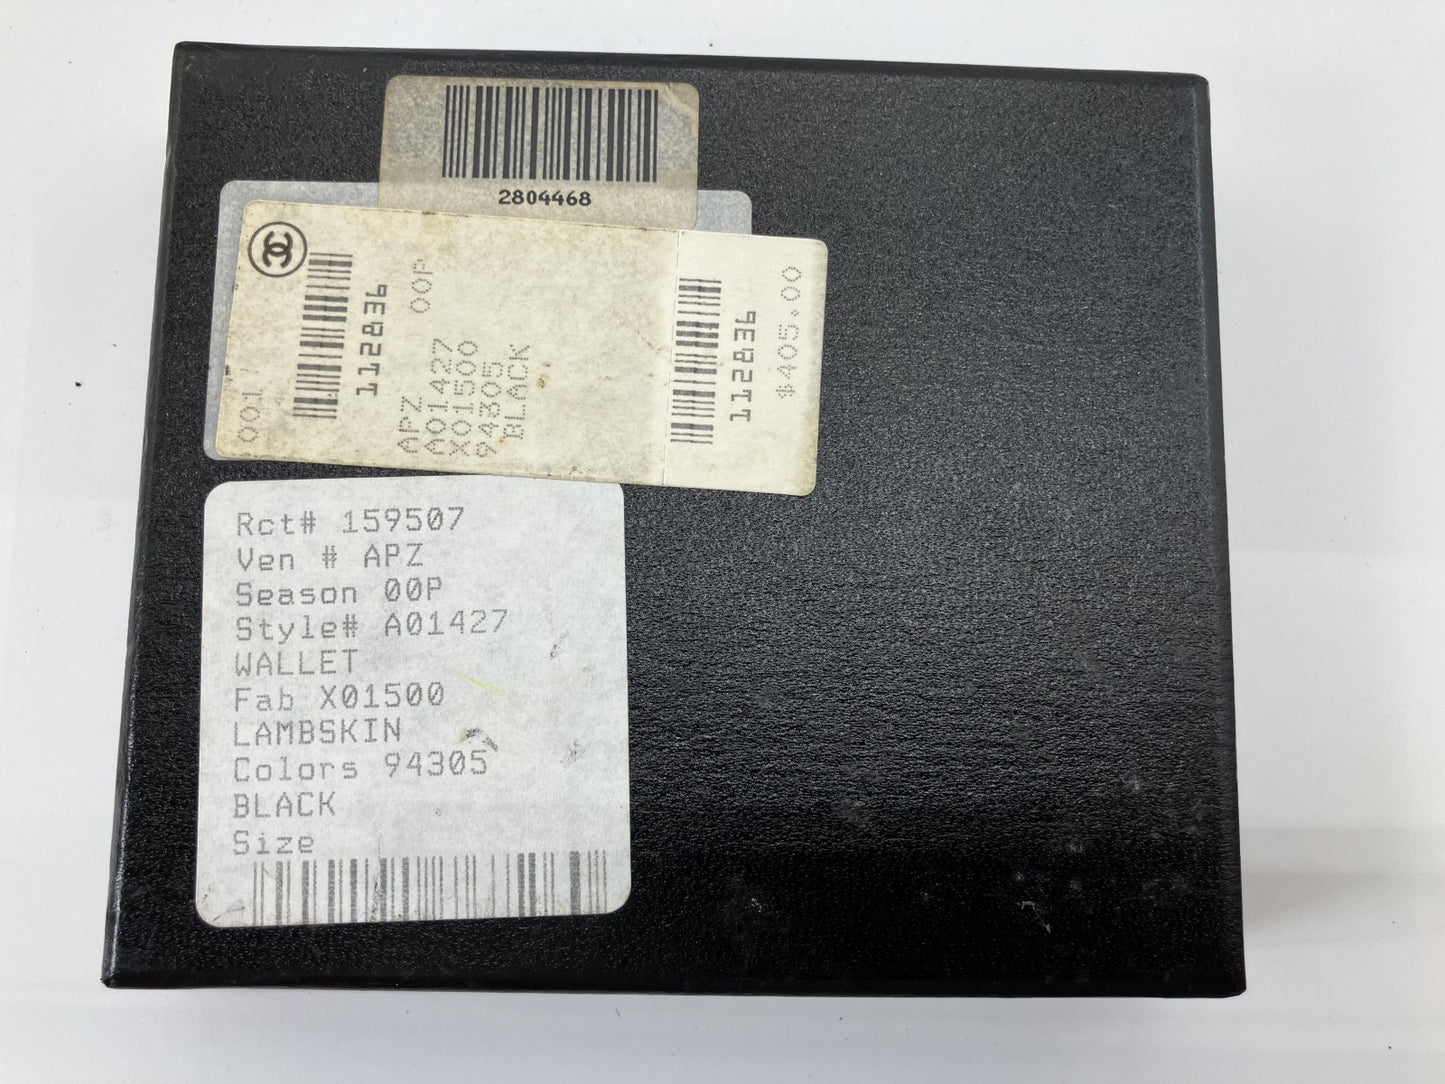 2804468
112836
APZ 00P
A01427
X01500
94305
BLACK
112836
$405.00
Rct# 159507
Ven # APZ
Season 00P
Style# A01427
WALLET
Fab X01500
LAMBSKIN
Colors 94305
BLACK
Size